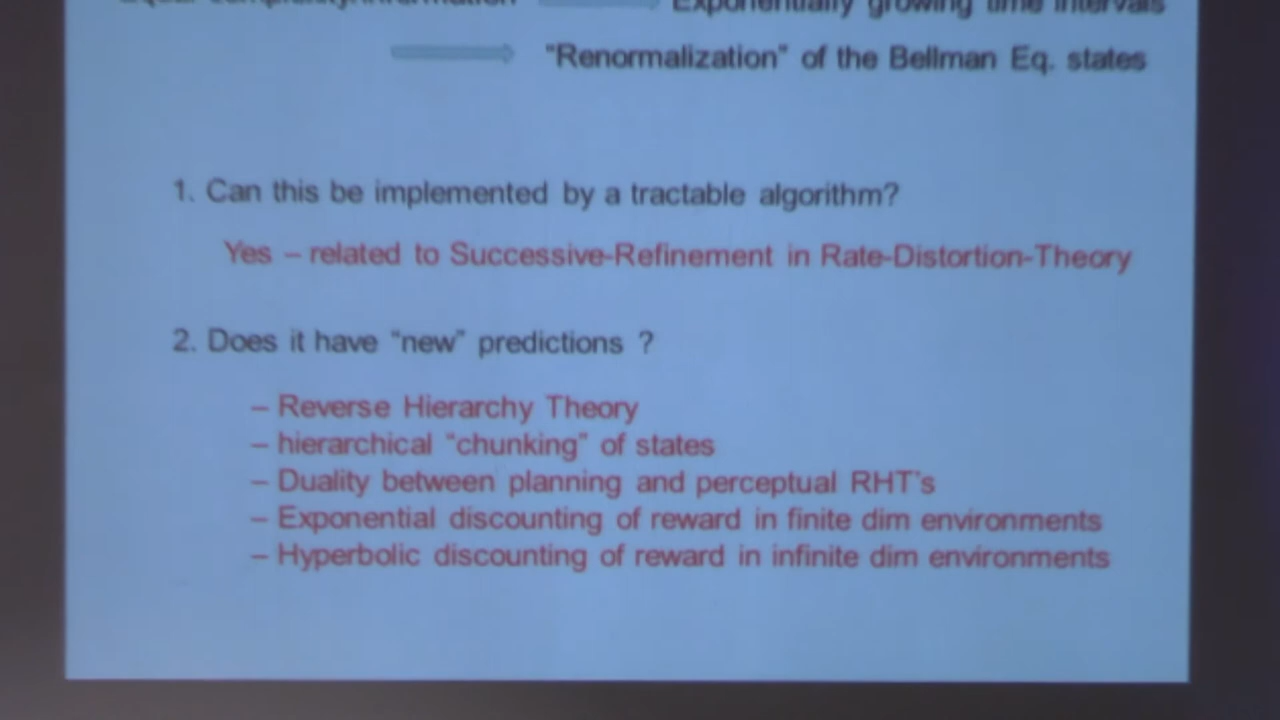 Equal complexity/information Exponentially growing time intervals
"Renormalization" of the Bellman Eq. states
1. Can this be implemented by a tractable algorithm?
Yes – related to Successive-Refinement in Rate-Distortion-Theory
2. Does it have "new" predictions ?
– Reverse Hierarchy Theory
– hierarchical "chunking" of states
– Duality between planning and perceptual RHT's
– Exponential discounting of reward in finite dim environments
– Hyperbolic discounting of reward in infinite dim environments